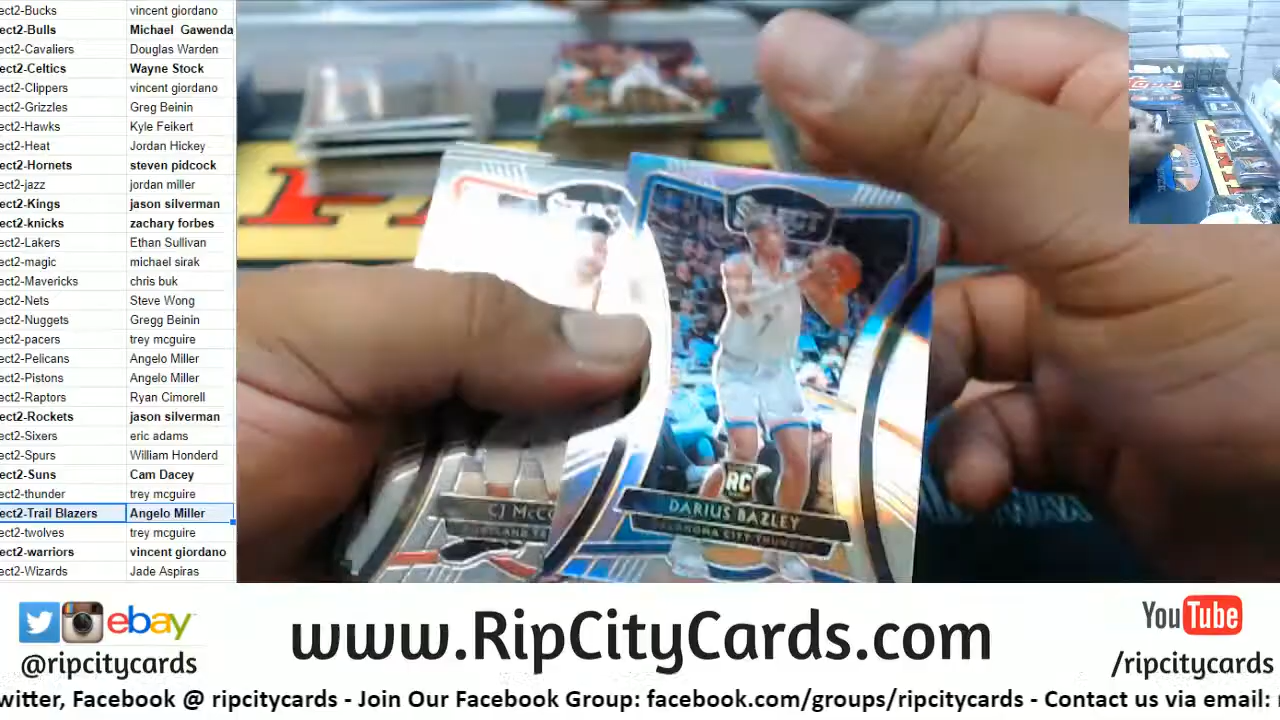 ect2-Bucks vincent giordano
ect2-Bulls Michael Gawenda
ect2-Cavaliers Douglas Warden
ect2-Celtics Wayne Stock
ect2-Clippers vincent giordano
ect2-Grizzles Greg Beinin
ect2-Hawks Kyle Feikert
ect2-Heat Jordan Hickey
ect2-Hornets steven pidcock
ect2-jazz jordan miller
ect2-Kings jason silverman
ect2-knicks zachary forbes
ect2-Lakers Ethan Sullivan
ect2-magic michael sirak
ect2-Mavericks chris buk
ect2-Nets Steve Wong
ect2-Nuggets Gregg Beinin
ect2-pacers trey mcguire
ect2-Pelicans Angelo Miller
ect2-Pistons Angelo Miller
ect2-Raptors Ryan Cimorell
ect2-Rockets jason silverman
ect2-Sixers eric adams
ect2-Spurs William Honderd
ect2-Suns Cam Dacey
ect2-thunder trey mcguire
ect2-Trail Blazers Angelo Miller
ect2-twolves trey mcguire
ect2-warriors vincent giordano
ect2-Wizards Jade Aspiras
SELECT
7
RC
DARIUS BAZLEY
OKLAHOMA CITY THUNDER
CJ McCO
ebay
@ripcitycards
www.RipCityCards.com
YouTube
/ripcitycards
witter, Facebook @ ripcitycards - Join Our Facebook Group: facebook.com/groups/ripcitycards - Contact us via email: